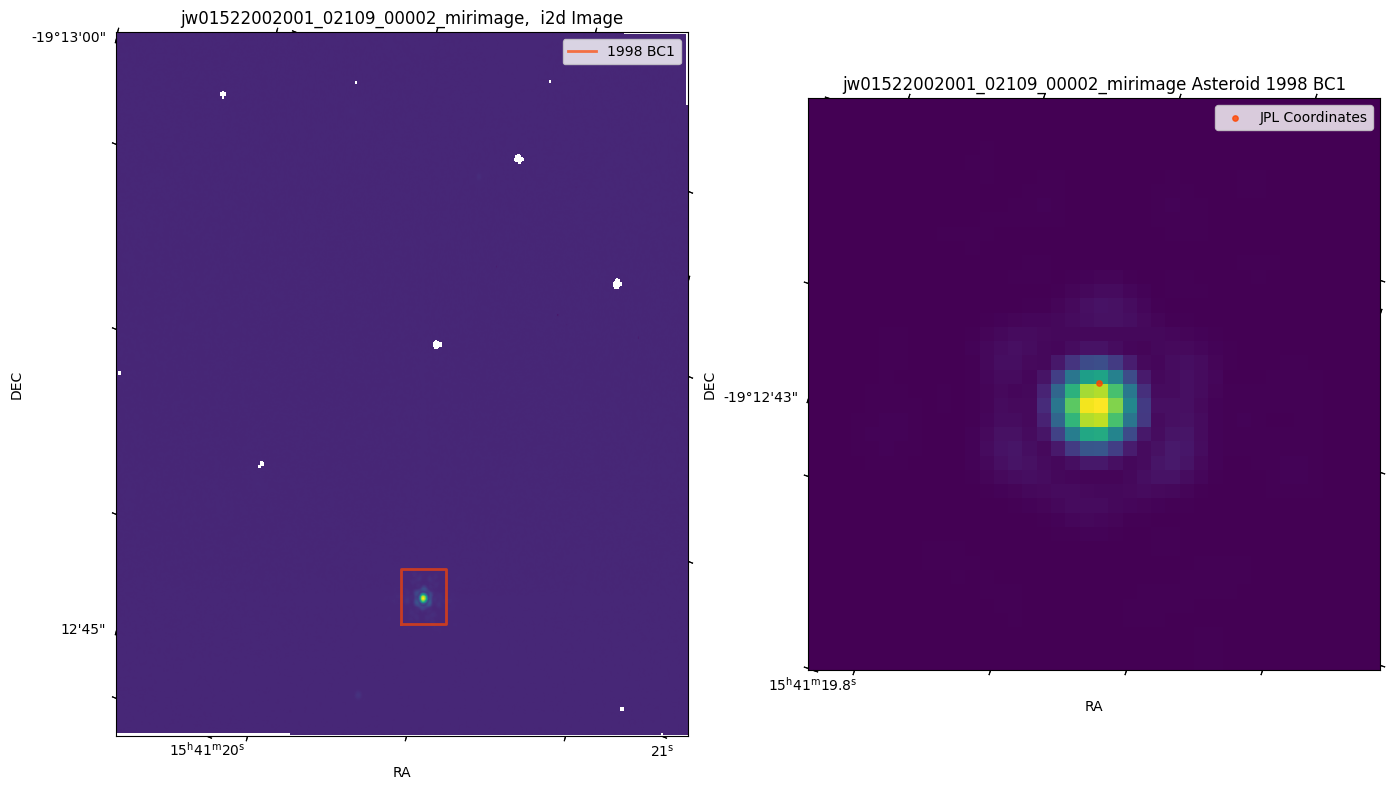 jw01522002001_02109_00002_mirimage,  i2d Image
-19°13'00"
1998 BC1
DEC
12'45"
15ʰ41ᵐ20ˢ
21ˢ
RA
jw01522002001_02109_00002_mirimage Asteroid 1998 BC1
JPL Coordinates
DEC
-19°12'43"
15ʰ41ᵐ19.8ˢ
RA